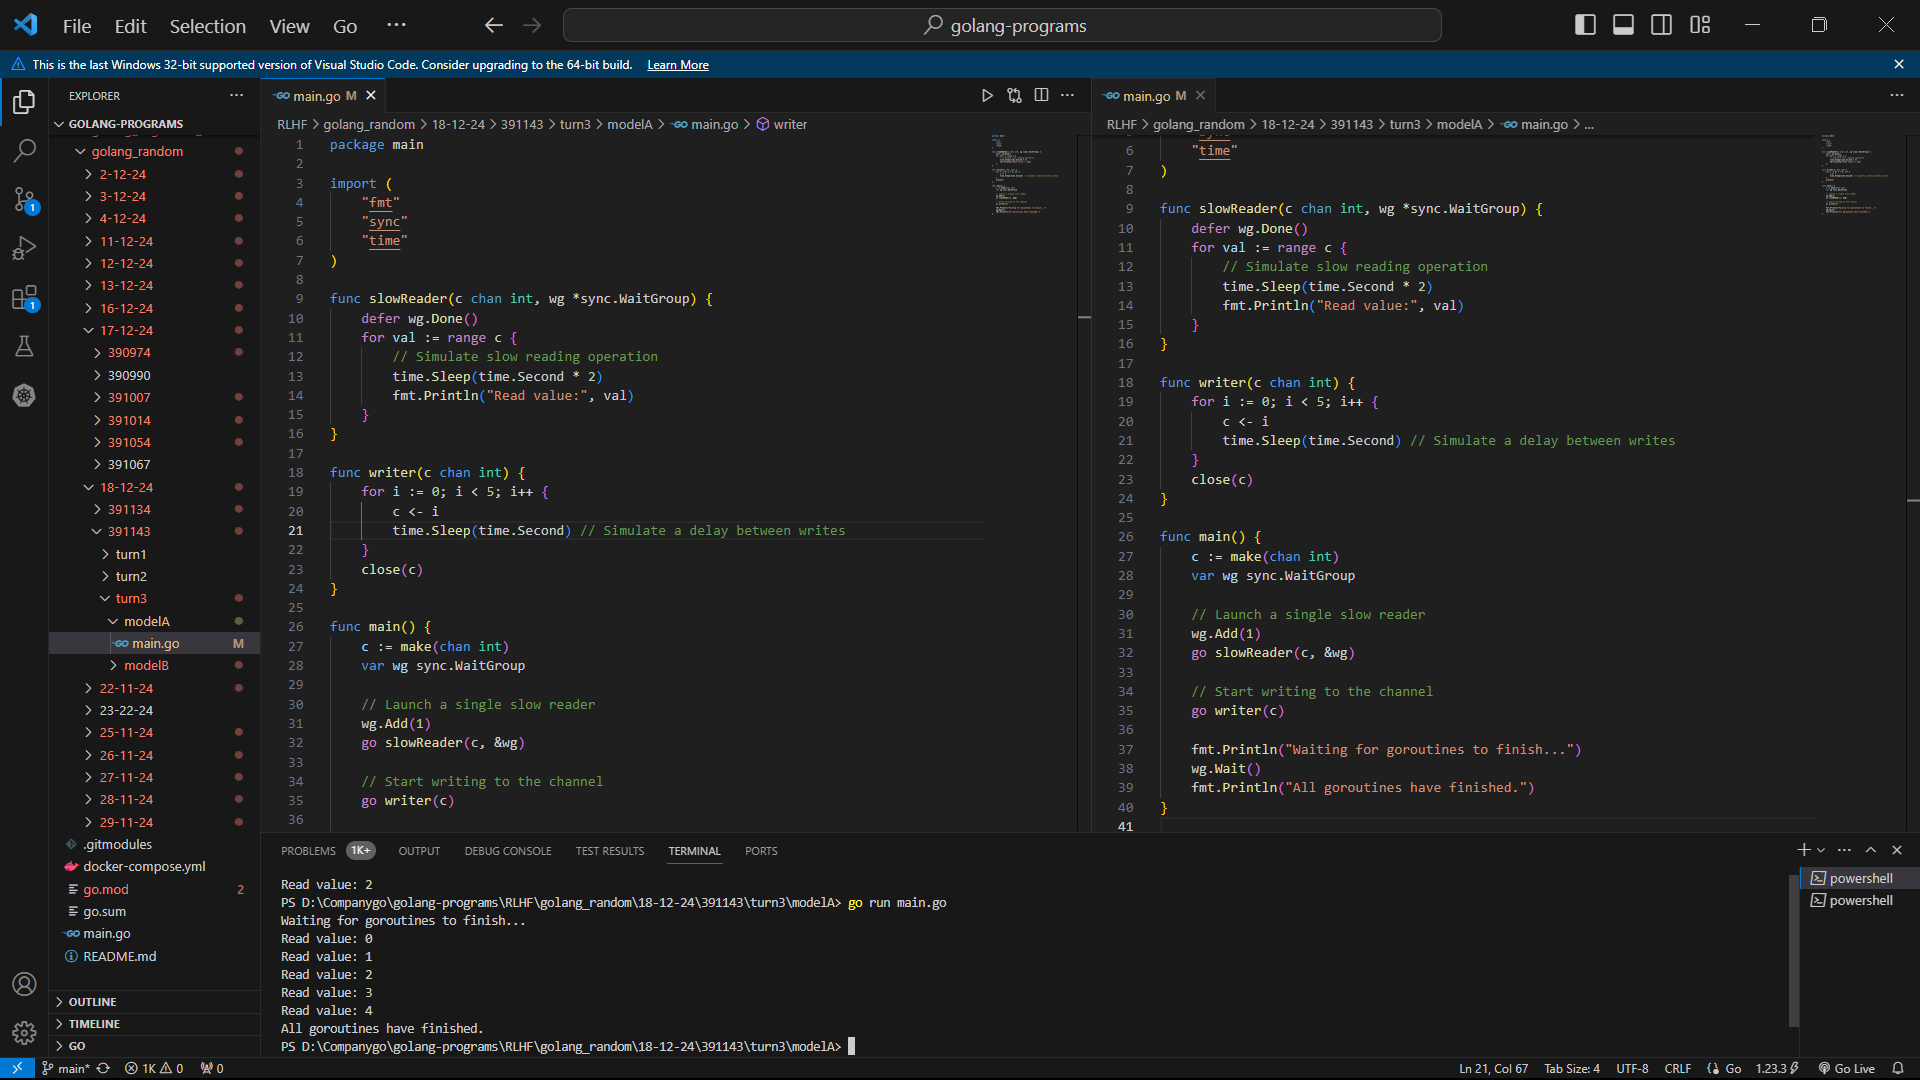 File Edit Selection View Go ··· golang-programs
This is the last Windows 32-bit supported version of Visual Studio Code. Consider upgrading to the 64-bit build. Learn More
EXPLORER ···
GOLANG-PROGRAMS
golang_random
2-12-24
3-12-24
4-12-24
11-12-24
12-12-24
13-12-24
16-12-24
17-12-24
390974
390990
391007
391014
391054
391067
18-12-24
391134
391143
turn1
turn2
turn3
modelA
main.go M
modelB
22-11-24
23-22-24
25-11-24
26-11-24
27-11-24
28-11-24
29-11-24
.gitmodules
docker-compose.yml
go.mod 2
go.sum
main.go
README.md
OUTLINE
TIMELINE
GO
1
1
main.go M
RLHF > golang_random > 18-12-24 > 391143 > turn3 > modelA > main.go > writer
1 package main
2
3 import (
4 "fmt"
5 "sync"
6 "time"
7 )
8
9 func slowReader(c chan int, wg *sync.WaitGroup) {
10 defer wg.Done()
11 for val := range c {
12 // Simulate slow reading operation
13 time.Sleep(time.Second * 2)
14 fmt.Println("Read value:", val)
15 }
16 }
17
18 func writer(c chan int) {
19 for i := 0; i < 5; i++ {
20 c <- i
21 time.Sleep(time.Second) // Simulate a delay between writes
22 }
23 close(c)
24 }
25
26 func main() {
27 c := make(chan int)
28 var wg sync.WaitGroup
29
30 // Launch a single slow reader
31 wg.Add(1)
32 go slowReader(c, &wg)
33
34 // Start writing to the channel
35 go writer(c)
36
main.go M
RLHF > golang_random > 18-12-24 > 391143 > turn3 > modelA > main.go > ...
6 "time"
7 )
8
9 func slowReader(c chan int, wg *sync.WaitGroup) {
10 defer wg.Done()
11 for val := range c {
12 // Simulate slow reading operation
13 time.Sleep(time.Second * 2)
14 fmt.Println("Read value:", val)
15 }
16 }
17
18 func writer(c chan int) {
19 for i := 0; i < 5; i++ {
20 c <- i
21 time.Sleep(time.Second) // Simulate a delay between writes
22 }
23 close(c)
24 }
25
26 func main() {
27 c := make(chan int)
28 var wg sync.WaitGroup
29
30 // Launch a single slow reader
31 wg.Add(1)
32 go slowReader(c, &wg)
33
34 // Start writing to the channel
35 go writer(c)
36
37 fmt.Println("Waiting for goroutines to finish...")
38 wg.Wait()
39 fmt.Println("All goroutines have finished.")
40 }
41
PROBLEMS 1K+ OUTPUT DEBUG CONSOLE TEST RESULTS TERMINAL PORTS
Read value: 2
PS D:\Companygo\golang-programs\RLHF\golang_random\18-12-24\391143\turn3\modelA> go run main.go
Waiting for goroutines to finish...
Read value: 0
Read value: 1
Read value: 2
Read value: 3
Read value: 4
All goroutines have finished.
PS D:\Companygo\golang-programs\RLHF\golang_random\18-12-24\391143\turn3\modelA>
powershell
powershell
main* 1K 0 0 Ln 21, Col 67 Tab Size: 4 UTF-8 CRLF Go 1.23.3 Go Live